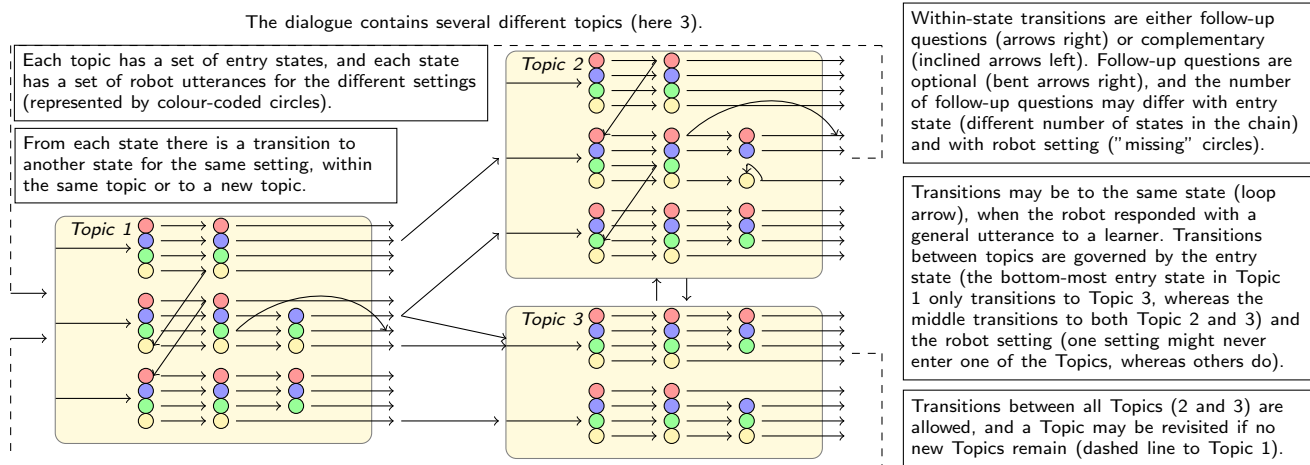 The dialogue contains several different topics (here 3).
Each topic has a set of entry states, and each state
has a set of robot utterances for the different settings
(represented by colour-coded circles).
From each state there is a transition to
another state for the same setting, within
the same topic or to a new topic.
Topic 1
Topic 2
Topic 3
Within-state transitions are either follow-up
questions (arrows right) or complementary
(inclined arrows left). Follow-up questions are
optional (bent arrows right), and the number
of follow-up questions may differ with entry
state (different number of states in the chain)
and with robot setting ("missing" circles).
Transitions may be to the same state (loop
arrow), when the robot responded with a
general utterance to a learner. Transitions
between topics are governed by the entry
state (the bottom-most entry state in Topic
1 only transitions to Topic 3, whereas the
middle transitions to both Topic 2 and 3) and
the robot setting (one setting might never
enter one of the Topics, whereas others do).
Transitions between all Topics (2 and 3) are
allowed, and a Topic may be revisited if no
new Topics remain (dashed line to Topic 1).